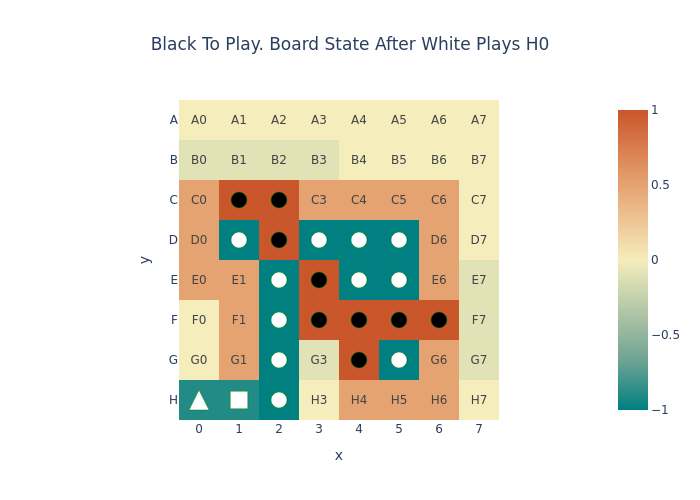 Black To Play. Board State After White Plays H0
A A0 A1 A2 A3 A4 A5 A6 A7
B B0 B1 B2 B3 B4 B5 B6 B7
C C0 C3 C4 C5 C6 C7
D D0 D6 D7
E E0 E1 E6 E7
F F0 F1 F7
G G0 G1 G3 G6 G7
H H3 H4 H5 H6 H7
0 1 2 3 4 5 6 7
x
y
1
0.5
0
−0.5
−1